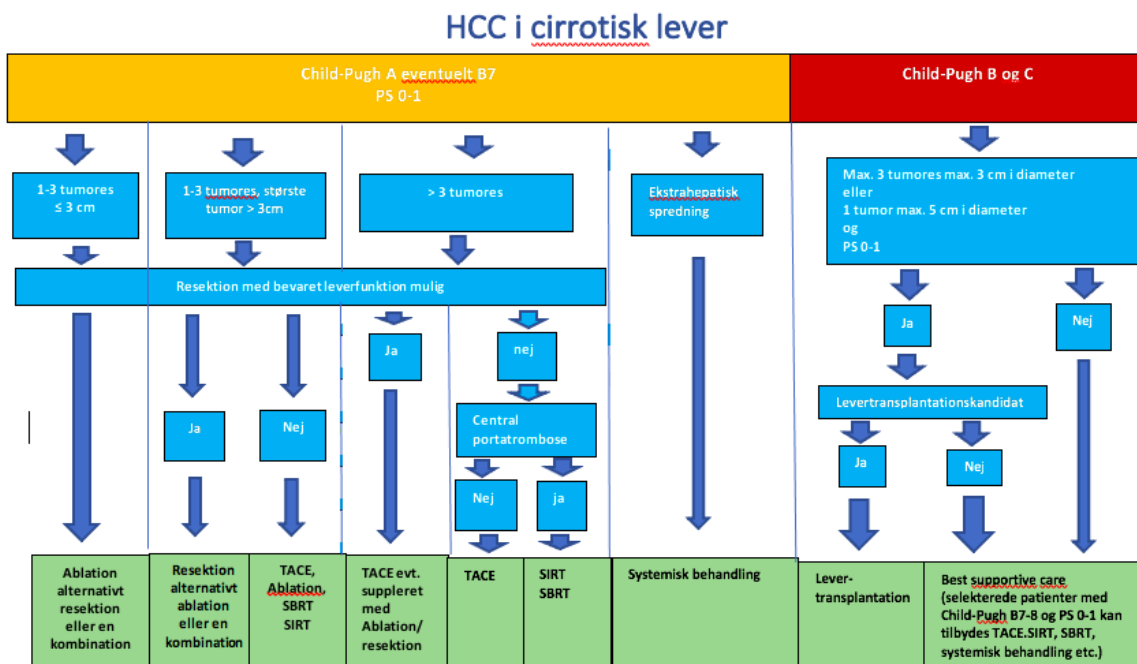 HCC i cirrotisk lever
Child-Pugh A eventuelt B7
PS 0-1
Child-Pugh B og C
1-3 tumores
≤ 3 cm
1-3 tumores, største
tumor > 3cm
> 3 tumores
Ekstrahepatisk
spredning
Max. 3 tumores max. 3 cm i diameter
eller
1 tumor max. 5 cm i diameter
og
PS 0-1
Resektion med bevaret leverfunktion mulig
Ja
nej
Ja
Nej
Levertransplantationskandidat
Ja
Nej
Central
portatrombose
Ja
Nej
Nej
ja
Ablation
alternativt
resektion
eller en
kombination
Resektion
alternativt
ablation
eller en
kombination
TACE,
Ablation,
SBRT
SIRT
TACE evt.
suppleret
med
Ablation/
resektion
TACE
SIRT
SBRT
Systemisk behandling
Lever-
transplantation
Best supportive care
(selekterede patienter med
Child-Pugh B7-8 og PS 0-1 kan
tilbydes TACE.SIRT, SBRT,
systemisk behandling etc.)